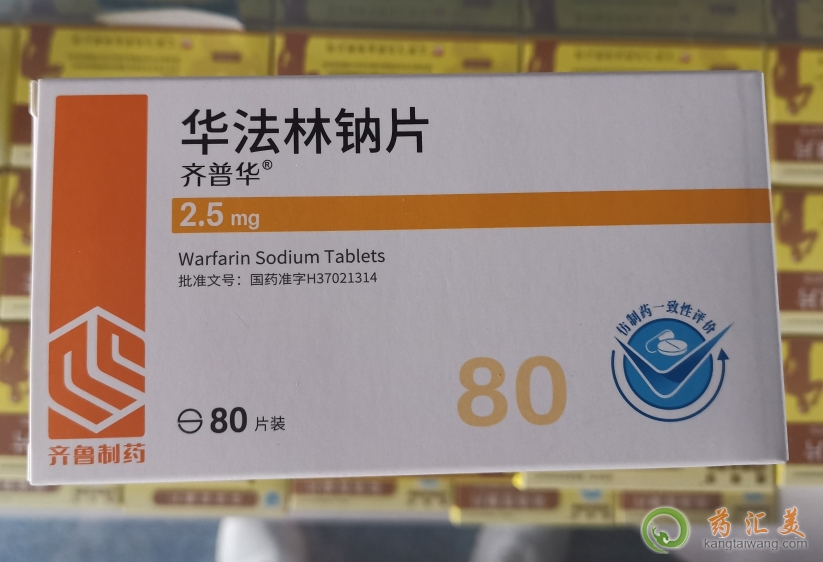 华法林钠片
齐普华®
2.5 mg
Warfarin Sodium Tablets
批准文号：国药准字H37021314
仿制药一致性评价
80
80 片装
齐鲁制药
药汇美
kangtaiwang.com